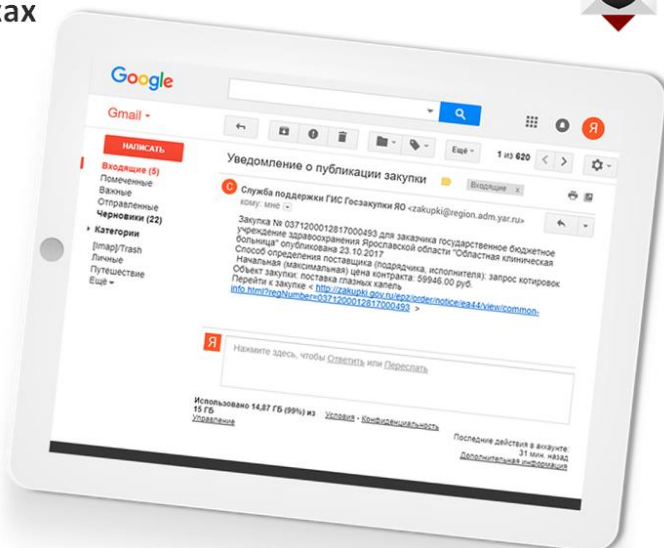 ках
Google
Gmail
Ещё
1 из 620
НАПИСАТЬ
Входящие (5)
Помеченные
Важные
Отправленные
Черновики (22)
Категории
[Imap]/Trash
Личные
Путешествие
Ещё
Я
Уведомление о публикации закупки
Входящие x
С
Служба поддержки ГИС Госзакупки ЯО <zakupki@region.adm.yar.ru>
кому: мне
Закупка № 0371200012817000493 для заказчика государственное бюджетное
учреждение здравоохранения Ярославской области "Областная клиническая
больница" опубликована 23.10.2017
Способ определения поставщика (подрядчика, исполнителя): запрос котировок
Начальная (максимальная) цена контракта: 59946.00 руб.
Объект закупки: поставка глазных капель
Перейти к закупке < http://zakupki.gov.ru/epz/order/notice/ea44/view/common-
info.html?regNumber=0371200012817000493 >
Я
Нажмите здесь, чтобы Ответить или Переслать
Использовано 14,87 ГБ (99%) из
15 ГБ
Управление
Условия - Конфиденциальность
Последние действия в аккаунте:
31 мин. назад
Дополнительная информация